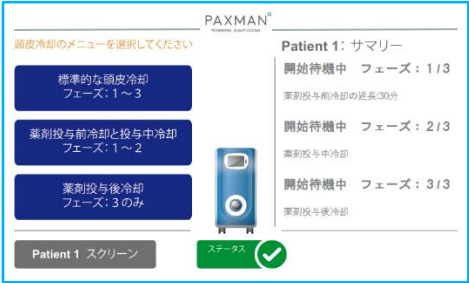 PAXMAN
頭皮冷却のメニューを選択してください
標準的な頭皮冷却
フェーズ：1～3
薬剤投与前冷却と投与中冷却
フェーズ：1～2
薬剤投与後冷却
フェーズ：3のみ
Patient 1 スクリーン
ステータス
Patient 1：サマリー
開始待機中 フェーズ：1/3
薬剤投与前冷却の延長:30分
開始待機中 フェーズ：2/3
薬剤投与中冷却
開始待機中 フェーズ：3/3
薬剤投与後冷却